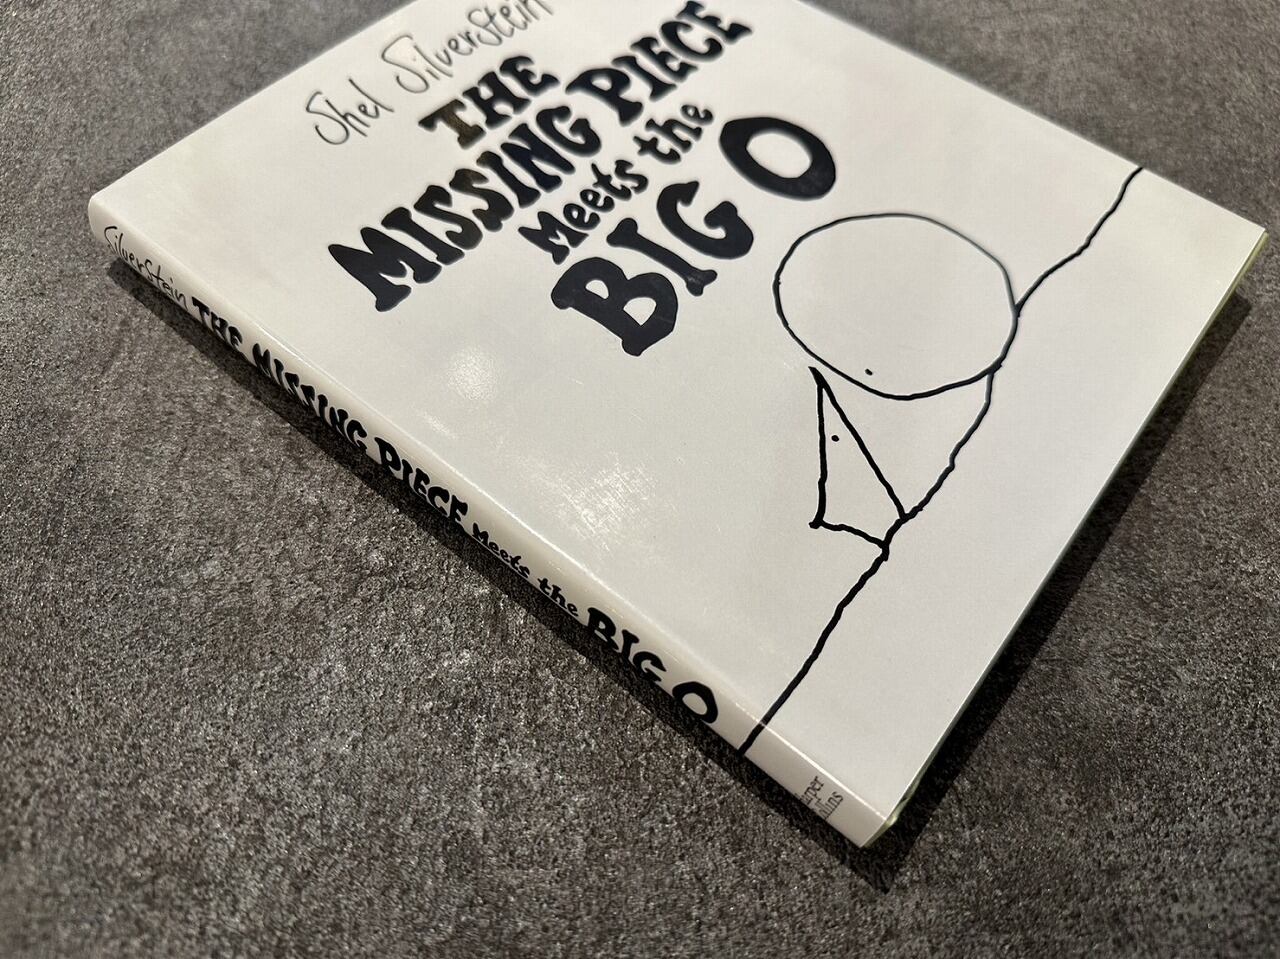 Shel Silverstein
THE
MISSING PIECE
Meets the
BIG O
Silverstein THE MISSING PIECE Meets the BIG O